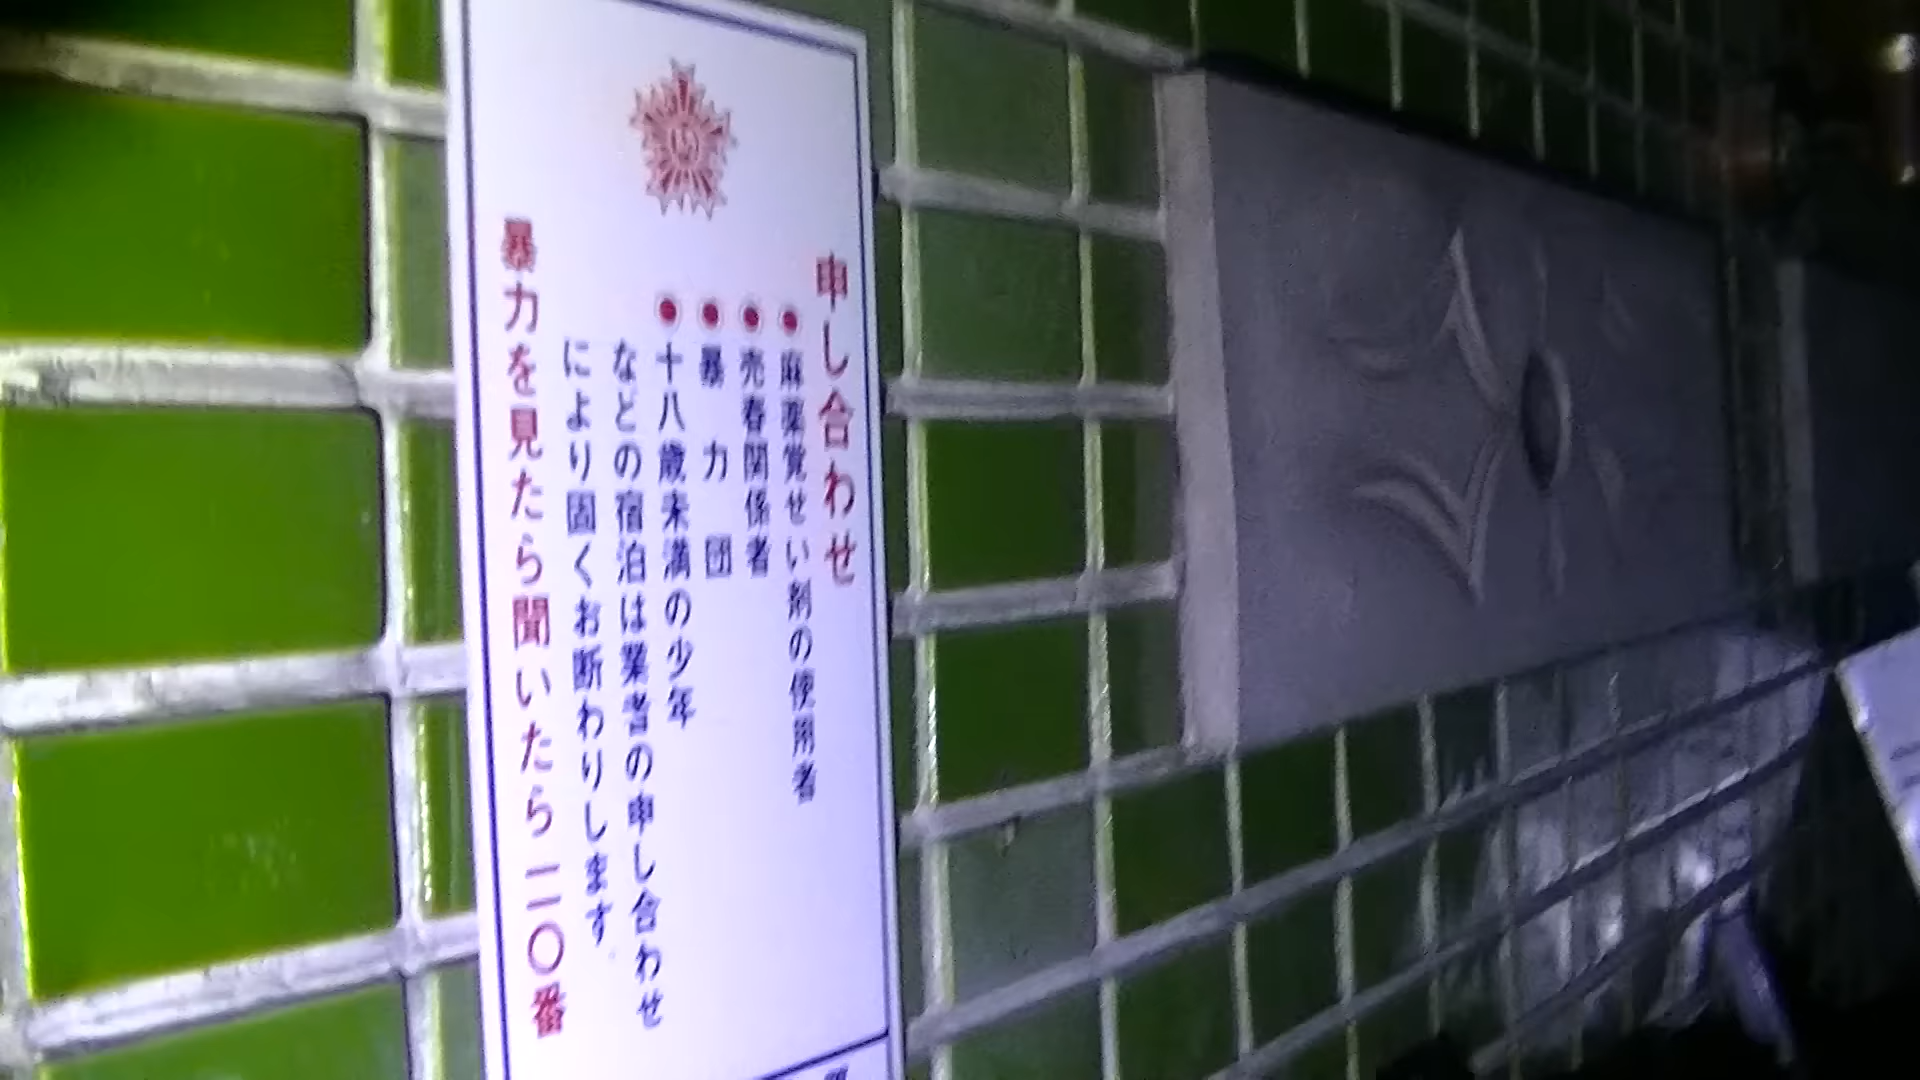 申し合わせ
●麻薬覚せい剤の使用者
●売春関係者
●暴力団
●十八歳未満の少年
などの宿泊は業者の申し合わせ
により固くお断わりします
暴力を見たら聞いたら一一〇番